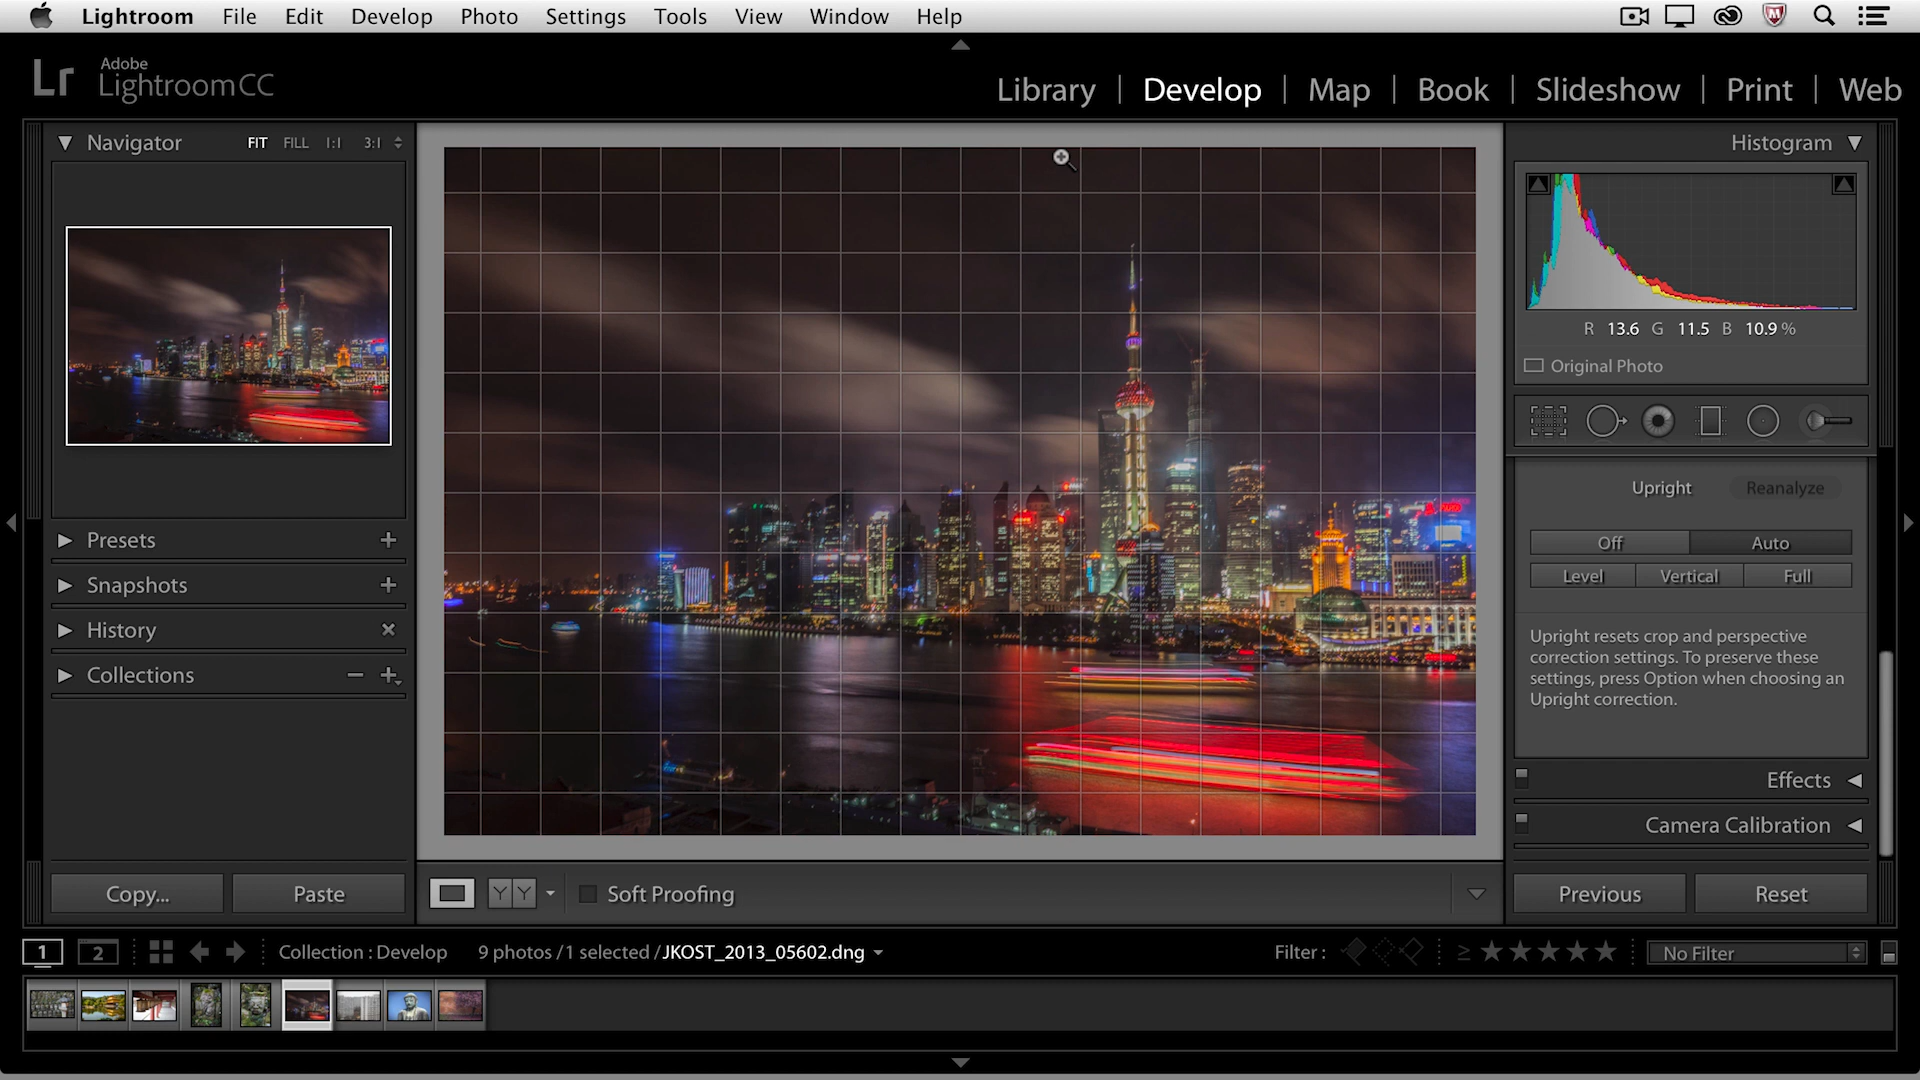 Lightroom File Edit Develop Photo Settings Tools View Window Help
Lr Adobe Lightroom CC
Library | Develop | Map | Book | Slideshow | Print | Web
Navigator FIT FILL 1:1 3:1
Presets
Snapshots
History
Collections
Copy... Paste
Y Y Soft Proofing
Histogram
R 13.6 G 11.5 B 10.9 %
Original Photo
Upright Reanalyze
Off Auto
Level Vertical Full
Upright resets crop and perspective
correction settings. To preserve these
settings, press Option when choosing an
Upright correction.
Effects
Camera Calibration
Previous Reset
1 2 Collection : Develop 9 photos /1 selected /JKOST_2013_05602.dng Filter : ≥ ★★★★★ No Filter